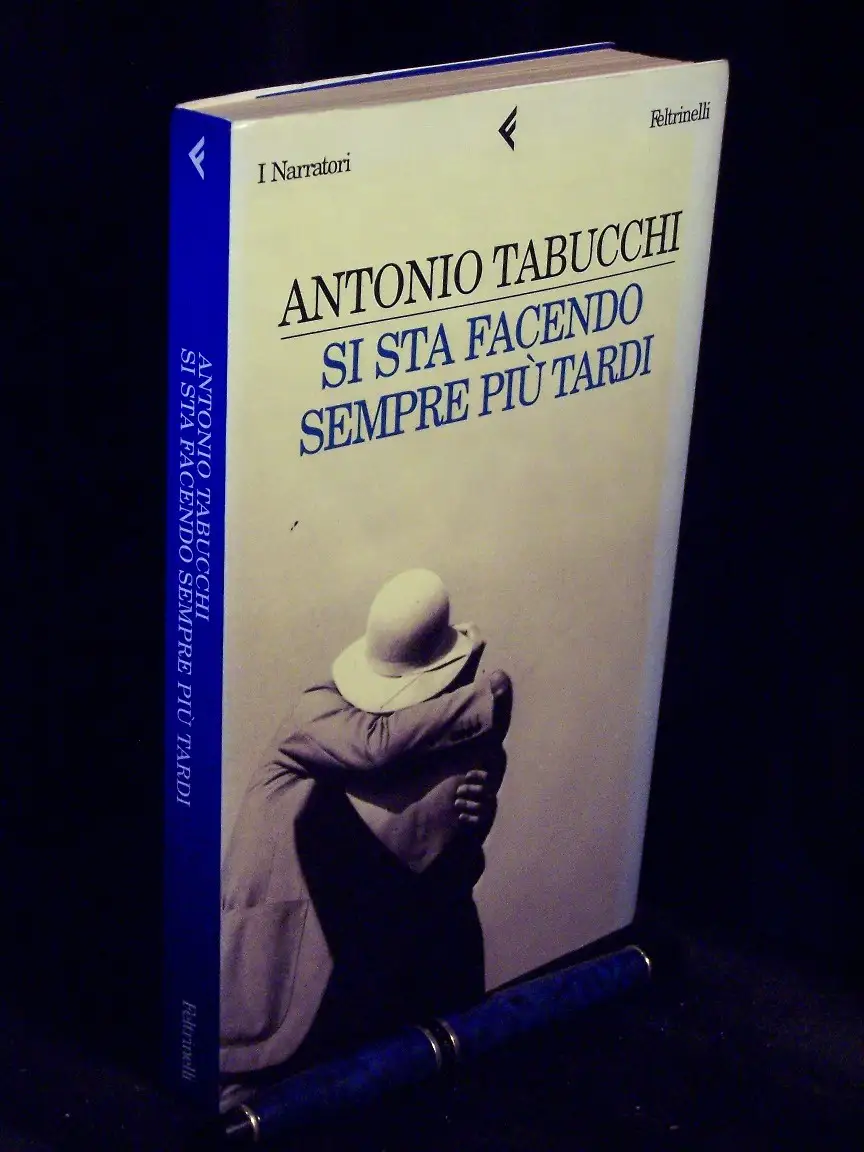 I Narratori
Feltrinelli
ANTONIO TABUCCHI
SI STA FACENDO
SEMPRE PIÙ TARDI
ANTONIO TABUCCHI
SI STA FACENDO SEMPRE PIÙ TARDI
Feltrinelli